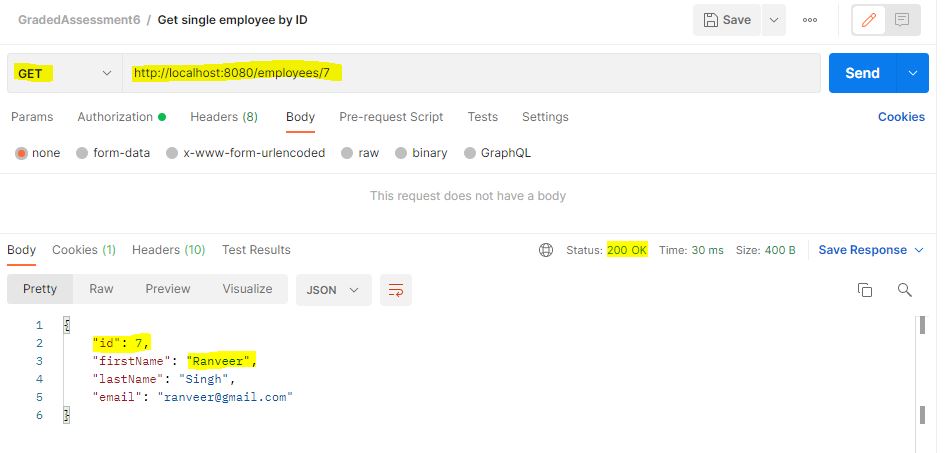 GradedAssessment6 / Get single employee by ID Save
GET http://localhost:8080/employees/7 Send
Params Authorization Headers (8) Body Pre-request Script Tests Settings Cookies
none form-data x-www-form-urlencoded raw binary GraphQL
This request does not have a body
Body Cookies (1) Headers (10) Test Results Status: 200 OK Time: 30 ms Size: 400 B Save Response
Pretty Raw Preview Visualize JSON
1 {
2 "id": 7,
3 "firstName": "Ranveer",
4 "lastName": "Singh",
5 "email": "ranveer@gmail.com"
6 }